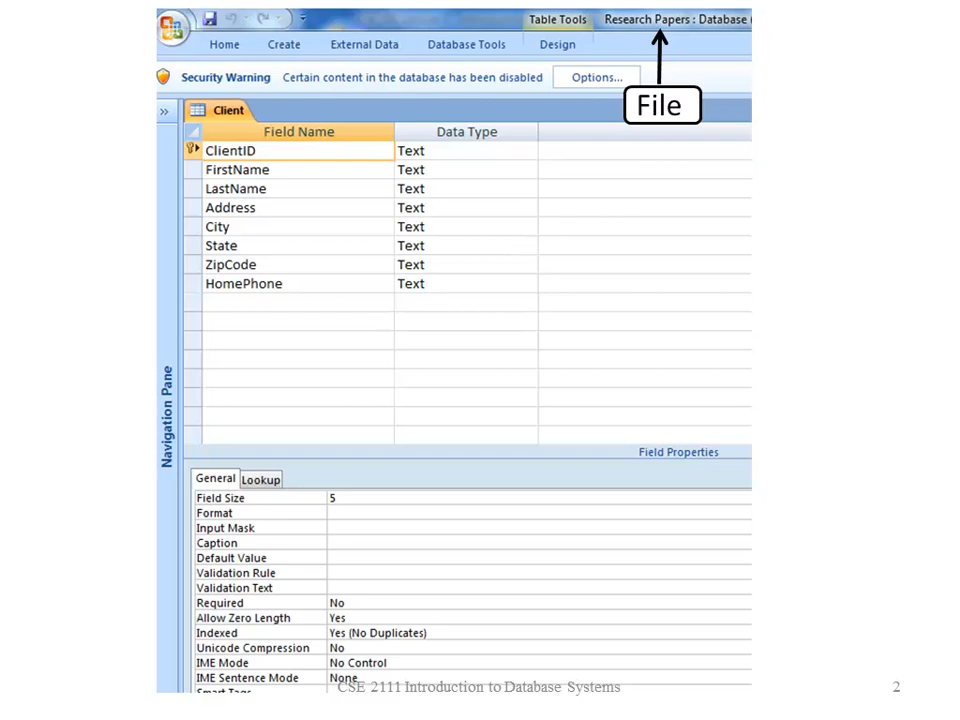 Table Tools Research Papers : Database (
Home Create External Data Database Tools Design
Security Warning Certain content in the database has been disabled Options...
File
» Client
Field Name Data Type
ClientID Text
FirstName Text
LastName Text
Address Text
City Text
State Text
ZipCode Text
HomePhone Text
Navigation Pane
Field Properties
General Lookup
Field Size 5
Format
Input Mask
Caption
Default Value
Validation Rule
Validation Text
Required No
Allow Zero Length Yes
Indexed Yes (No Duplicates)
Unicode Compression No
IME Mode No Control
IME Sentence Mode None
Smart Tags
CSE 2111 Introduction to Database Systems 2